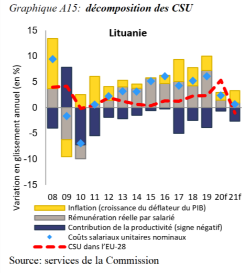 Graphique A15: décomposition des CSU
Lituanie
Variation en glissement annuel (en %)
15
10
5
0
-5
-10
-15
08 09 10 11 12 13 14 15 16 17 18 19 20f 21f
Inflation (croissance du déflateur du PIB)
Rémunération réelle par salarié
Contribution de la productivité (signe négatif)
Coûts salariaux unitaires nominaux
CSU dans l'EU-28
Source: services de la Commission